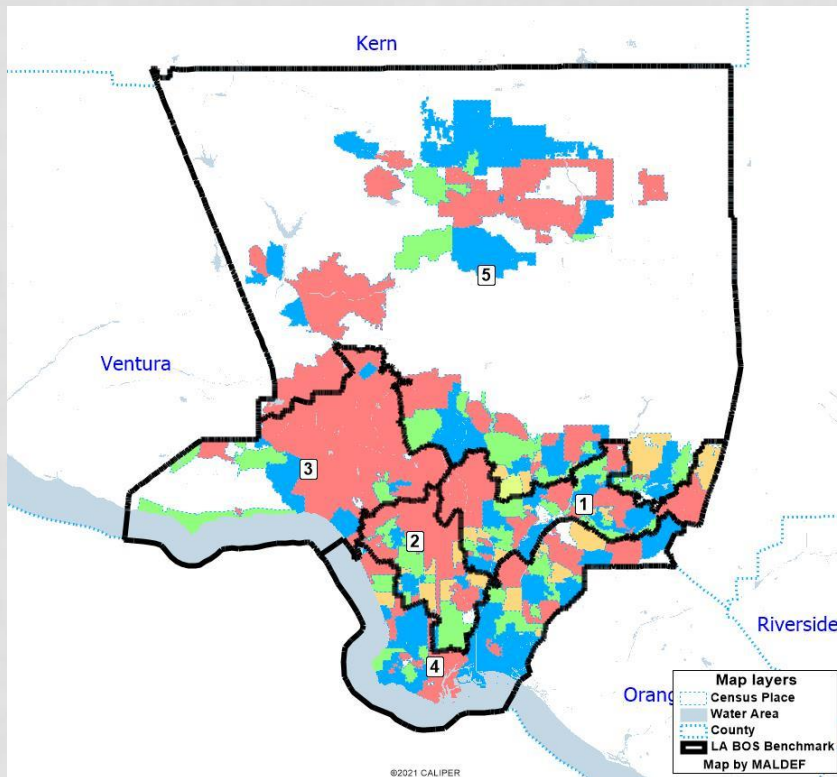 Kern
5
Ventura
3
1
2
Riverside
4
Orang
Map layers
Census Place
Water Area
County
LA BOS Benchmark
Map by MALDEF
©2021 CALIPER